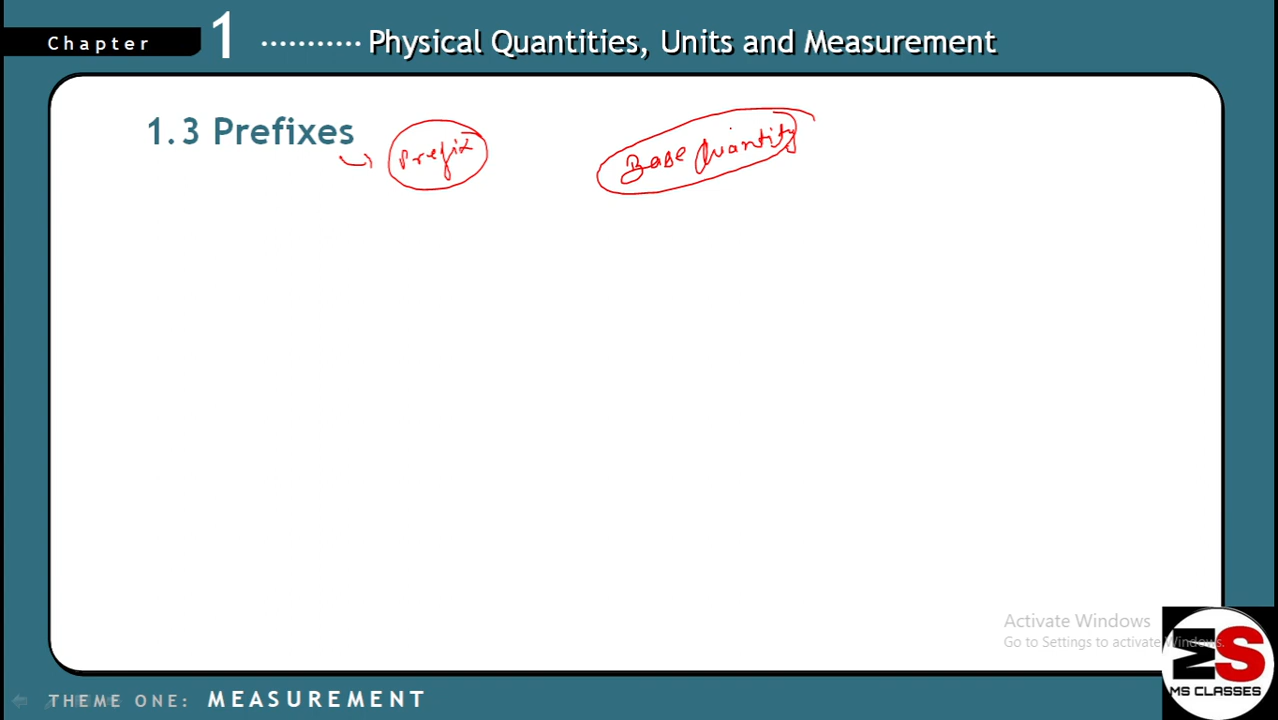 Chapter 1 ........... Physical Quantities, Units and Measurement
1.3 Prefixes
Prefix
Base Quantity
Activate Windows
Go to Settings to activate Windows.
ZS
MS CLASSES
THEME ONE: MEASUREMENT